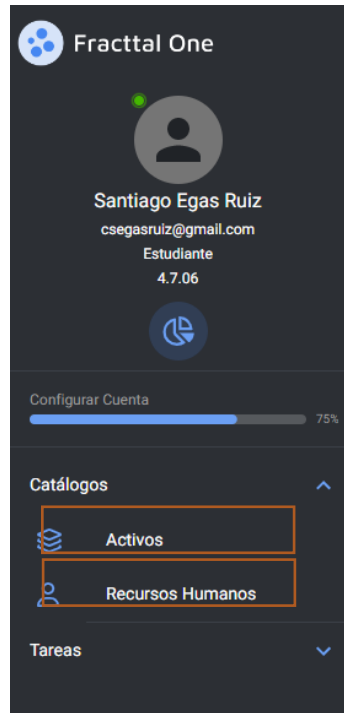 Fracttal One
Santiago Egas Ruiz
csegasruiz@gmail.com
Estudiante
4.7.06
Configurar Cuenta
75%
Catálogos
Activos
Recursos Humanos
Tareas